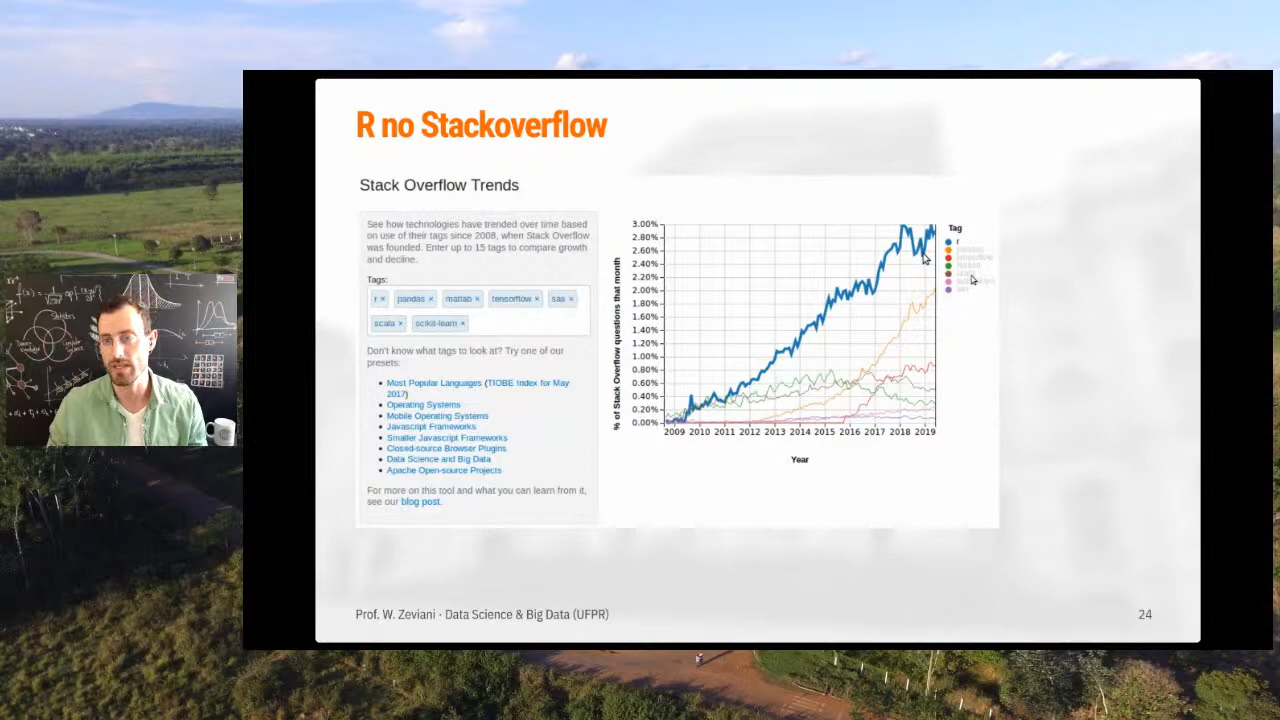 R no Stackoverflow
Stack Overflow Trends
See how technologies have trended over time based
on use of their tags since 2008, when Stack Overflow
was founded. Enter up to 15 tags to compare growth
and decline.
Tags:
r × pandas × matlab × tensorflow × sas ×
scala × scikit-learn ×
Don't know what tags to look at? Try one of our
presets:
• Most Popular Languages (TIOBE Index for May
2017)
• Operating Systems
• Mobile Operating Systems
• Javascript Frameworks
• Smaller Javascript Frameworks
• Closed-source Browser Plugins
• Data Science and Big Data
• Apache Open-source Projects
For more on this tool and what you can learn from it,
see our blog post.
% of Stack Overflow questions that month
3.00%
2.80%
2.60%
2.40%
2.20%
2.00%
1.80%
1.60%
1.40%
1.20%
1.00%
0.80%
0.60%
0.40%
0.20%
0.00%
2009 2010 2011 2012 2013 2014 2015 2016 2017 2018 2019
Year
Tag
r
pandas
tensorflow
matlab
scala
sas
Statistics
Prof. W. Zeviani · Data Science & Big Data (UFPR)
24